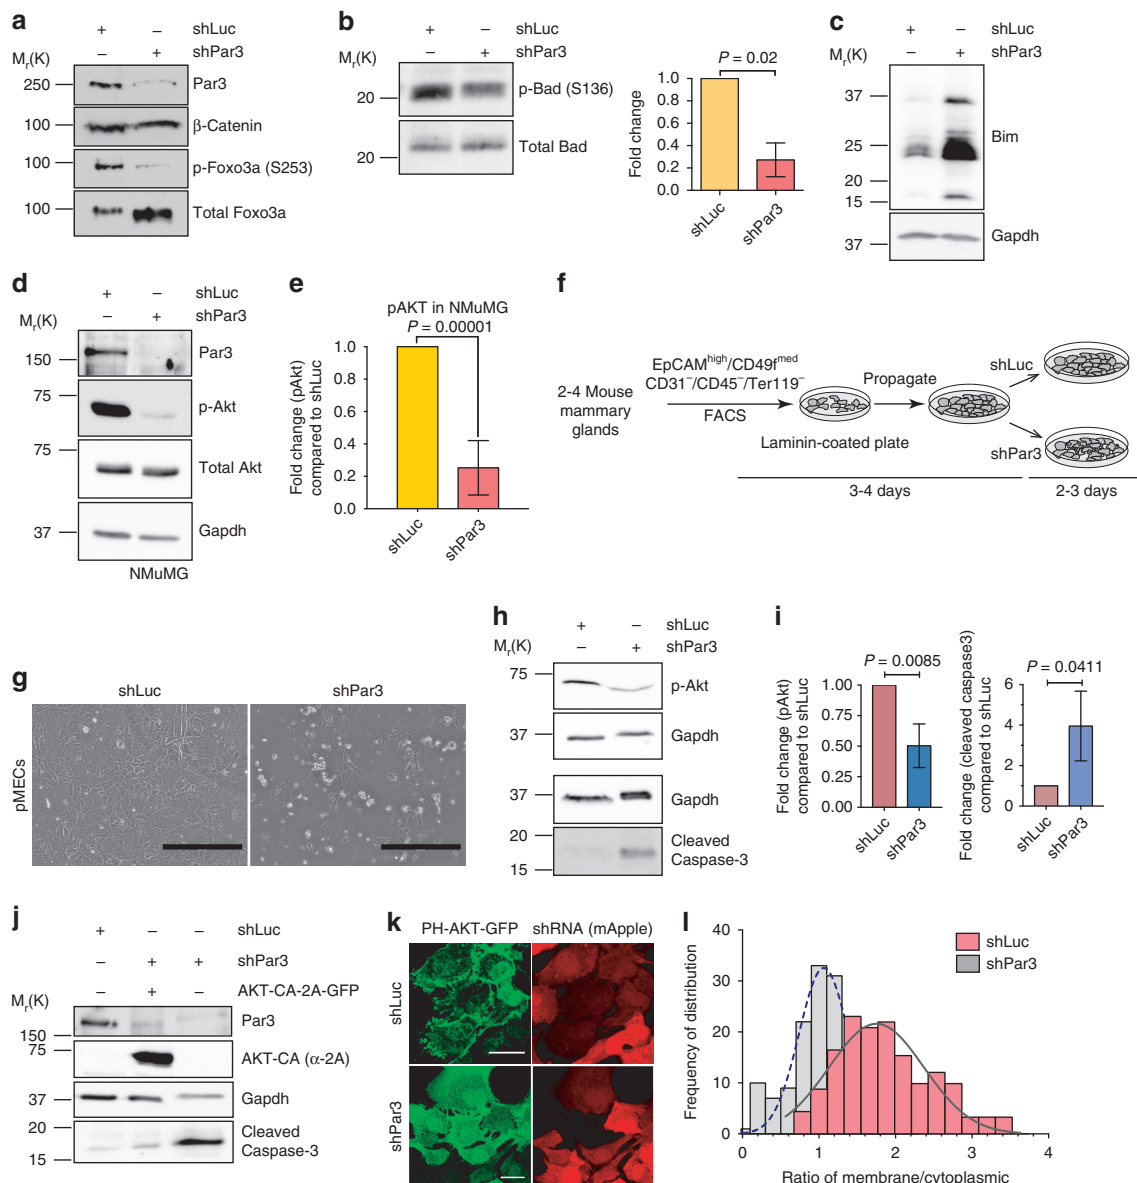 a
+ – shLuc
– + shPar3
Mr(K)
250 Par3
100 β-Catenin
100 p-Foxo3a (S253)
100 Total Foxo3a
b
+ – shLuc
– + shPar3
Mr(K)
20 p-Bad (S136)
20 Total Bad
P = 0.02
Fold change
1.0
0.8
0.6
0.4
0.2
0.0
shLuc
shPar3
c
+ – shLuc
– + shPar3
Mr(K)
37
Bim
25
20
15
37 Gapdh
d
+ – shLuc
– + shPar3
Mr(K)
150 Par3
75 p-Akt
75
Total Akt
37 Gapdh
NMuMG
e
pAKT in NMuMG
P = 0.00001
Fold change (pAkt)
compared to shLuc
1.0
0.8
0.6
0.4
0.2
0.0
shLuc
shPar3
f
2-4 Mouse
mammary
glands
EpCAMhigh/CD49fmed
CD31–/CD45–/Ter119–
FACS
Propagate
Laminin-coated plate
shLuc
shPar3
3-4 days
2-3 days
g
shLuc
shPar3
pMECs
h
+ – shLuc
– + shPar3
Mr(K)
75 p-Akt
37 Gapdh
37 Gapdh
20 Cleaved
Caspase-3
15
i
P = 0.0085
Fold change (pAkt)
compared to shLuc
1.00
0.75
0.50
0.25
0.00
shLuc
shPar3
P = 0.0411
Fold change (cleaved caspase3)
compared to shLuc
6
4
2
0
shLuc
shPar3
j
+ – – shLuc
– + + shPar3
+ – AKT-CA-2A-GFP
Mr(K)
Par3
150
75
AKT-CA (α-2A)
37 Gapdh
20 Cleaved
Caspase-3
15
k
PH-AKT-GFP shRNA (mApple)
shLuc
shPar3
l
shLuc
shPar3
Frequency of distribution
40
30
20
10
0
0 1 2 3 4
Ratio of membrane/cytoplasmic